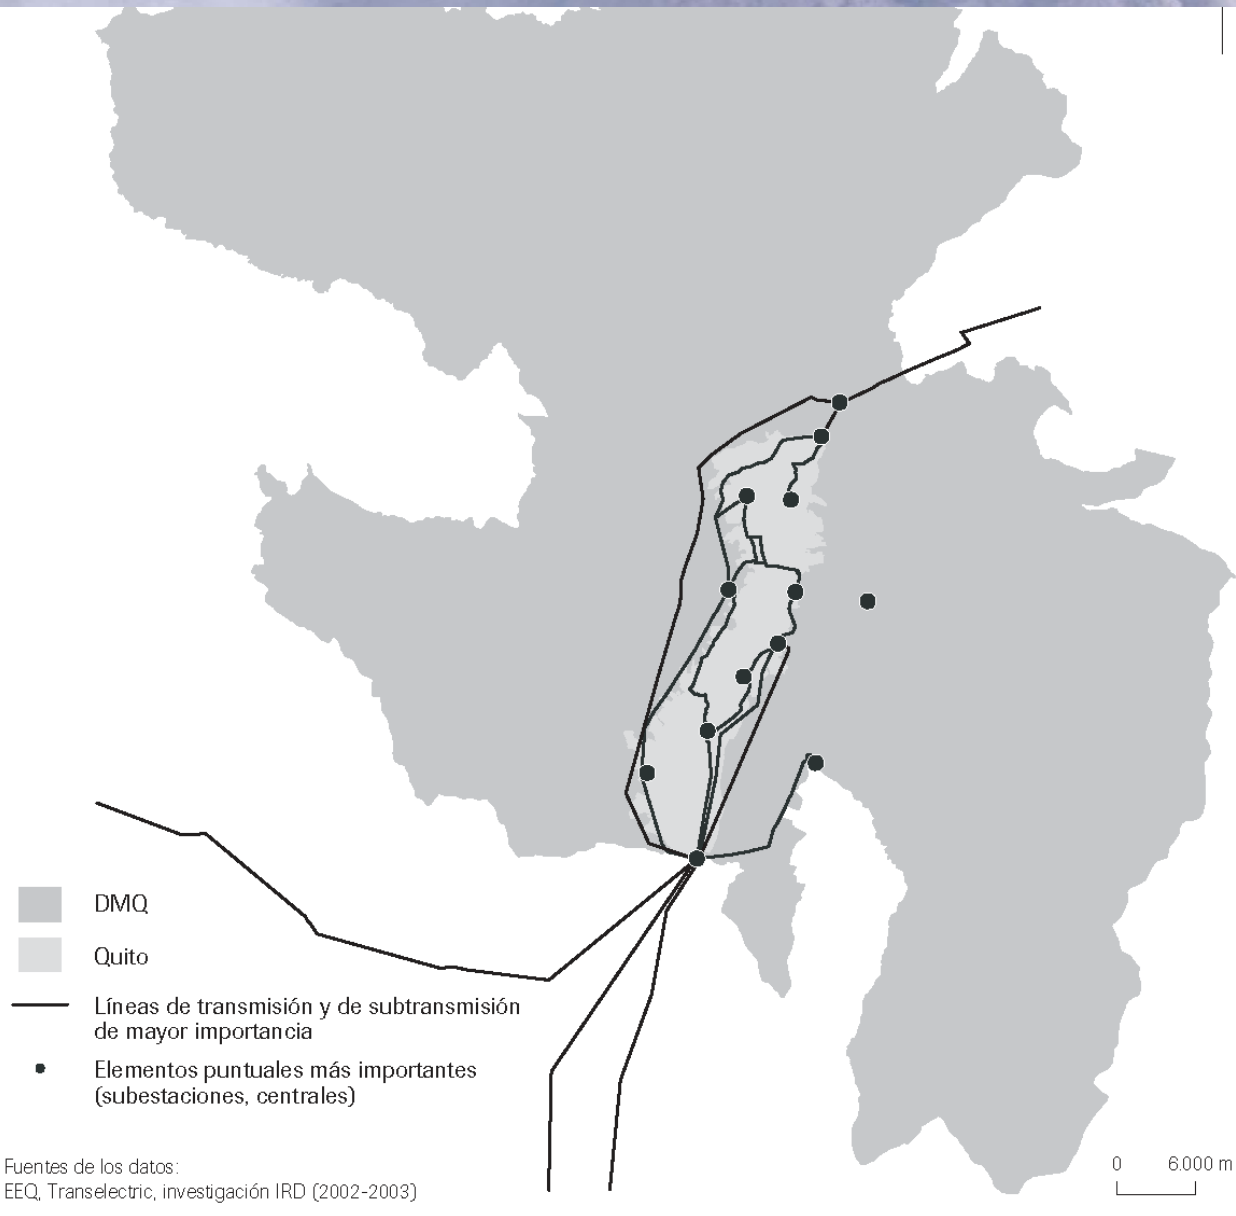 DMQ
Quito
Líneas de transmisión y de subtransmisión
de mayor importancia
Elementos puntuales más importantes
(subestaciones, centrales)
Fuentes de los datos:
EEQ, Transelectric, investigación IRD (2002-2003)
0 6.000 m